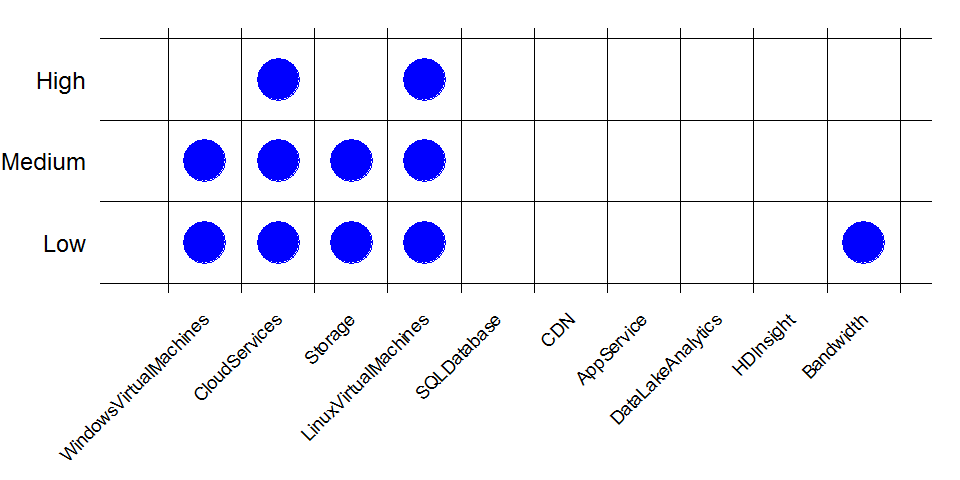 High
Medium
Low
WindowsVirtualMachines
CloudServices
Storage
LinuxVirtualMachines
SQLDatabase
CDN
AppService
DataLakeAnalytics
HDInsight
Bandwidth